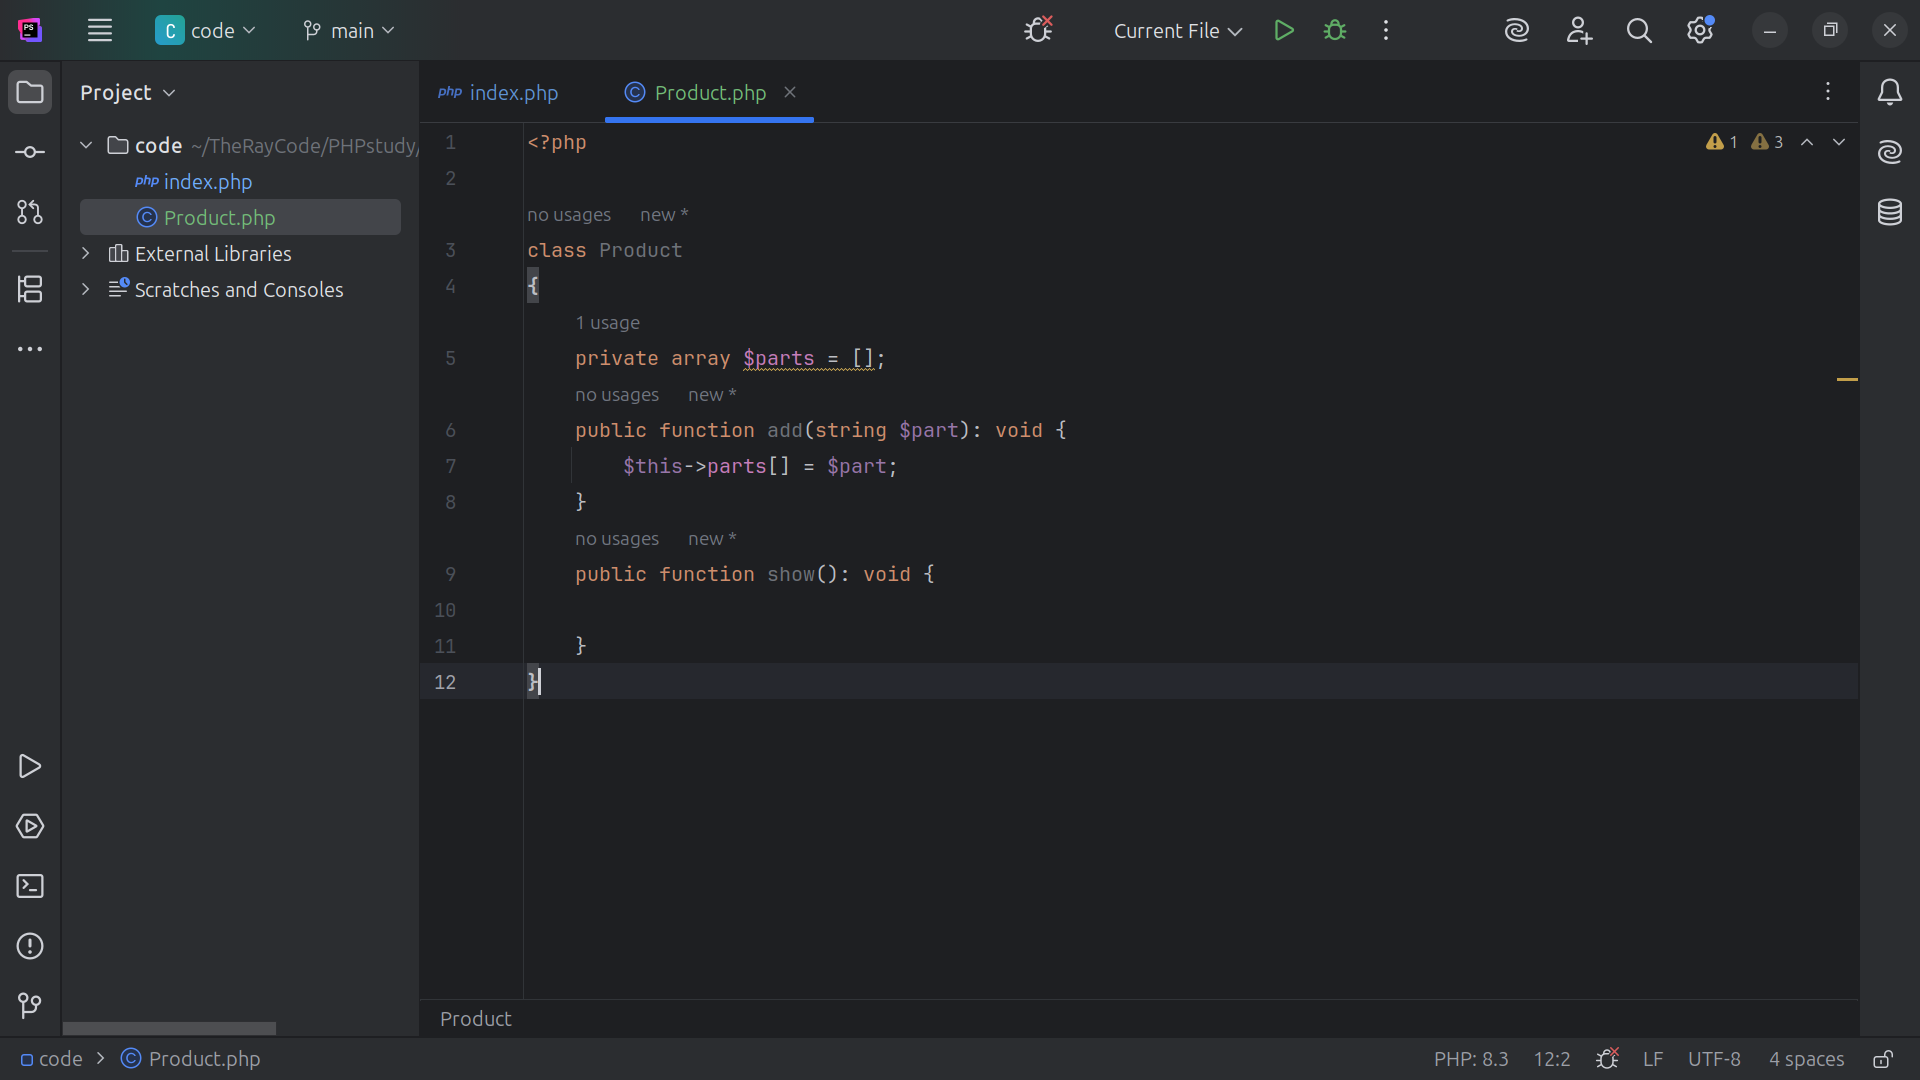 PS
C code main Current File
Project
code ~/TheRayCode/PHPstudy/
php index.php
C Product.php
External Libraries
Scratches and Consoles
php index.php C Product.php
1 3
1 <?php
2
no usages new *
3 class Product
4 {
1 usage
5 private array $parts = [];
no usages new *
6 public function add(string $part): void {
7 $this->parts[] = $part;
8 }
no usages new *
9 public function show(): void {
10
11 }
12 }
Product
code > C Product.php PHP: 8.3 12:2 LF UTF-8 4 spaces